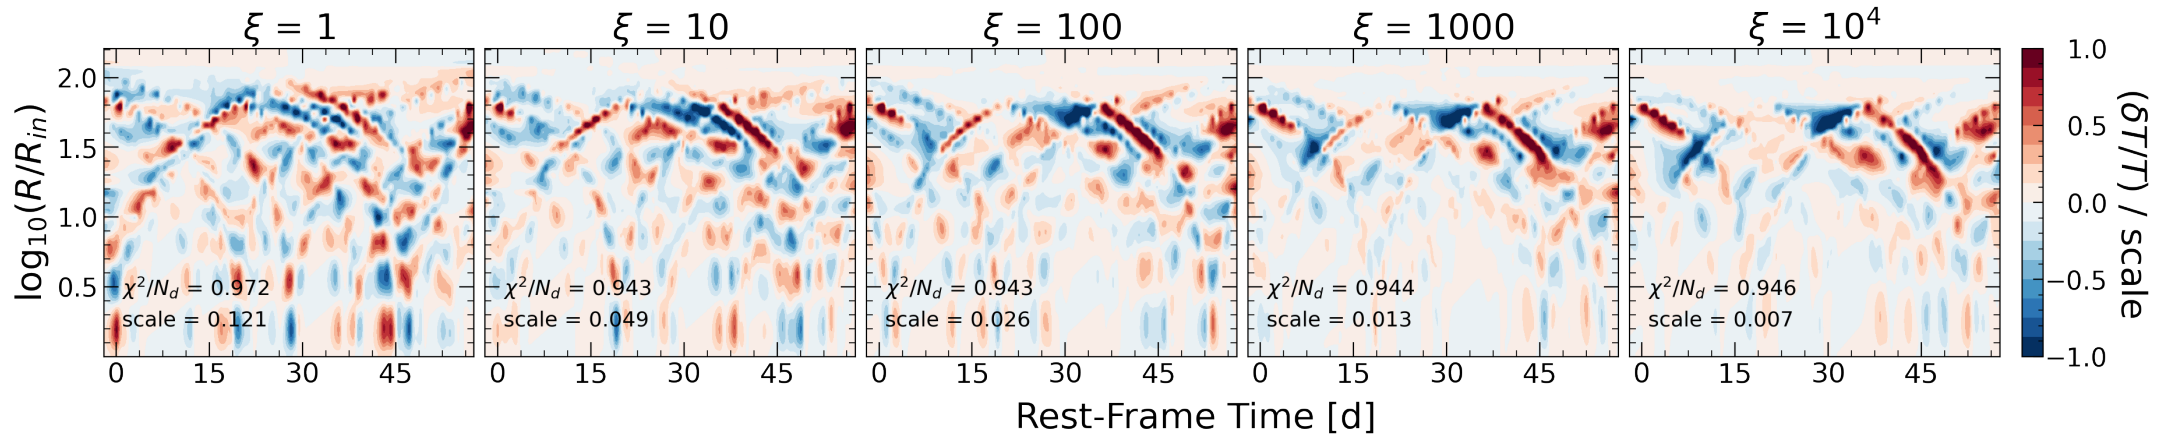 ξ = 1
ξ = 10
ξ = 100
ξ = 1000
ξ = 10⁴
log₁₀(R/Rᵢₙ)
2.0
1.5
1.0
0.5
χ²/N_d = 0.972
scale = 0.121
χ²/N_d = 0.943
scale = 0.049
χ²/N_d = 0.943
scale = 0.026
χ²/N_d = 0.944
scale = 0.013
χ²/N_d = 0.946
scale = 0.007
0 15 30 45
0 15 30 45
0 15 30 45
0 15 30 45
0 15 30 45
Rest-Frame Time [d]
1.0
0.5
0.0
−0.5
−1.0
(δT/T) / scale